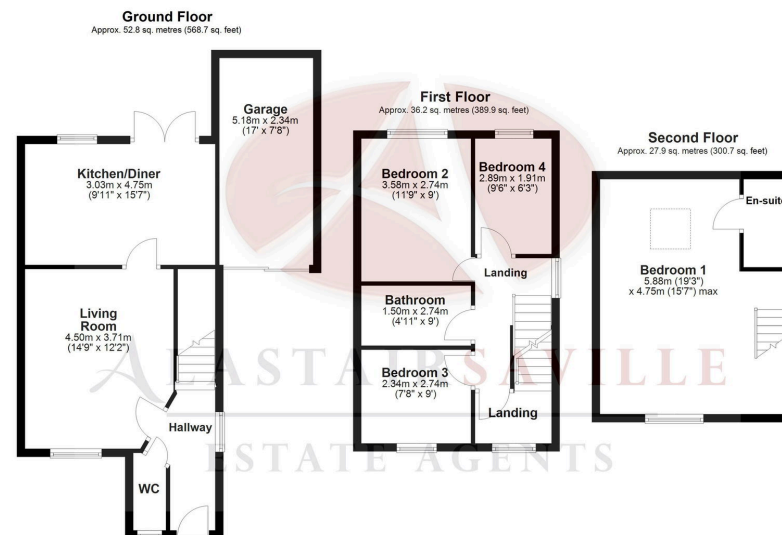 Ground Floor
Approx. 52.8 sq. metres (568.7 sq. feet)
Garage
5.18m x 2.34m
(17' x 7'8")
Kitchen/Diner
3.03m x 4.75m
(9'11" x 15'7")
Living
Room
4.50m x 3.71m
(14'9" x 12'2")
Hallway
WC
First Floor
Approx. 36.2 sq. metres (389.9 sq. feet)
Bedroom 2
3.58m x 2.74m
(11'9" x 9')
Bedroom 4
2.89m x 1.91m
(9'6" x 6'3")
Landing
Bathroom
1.50m x 2.74m
(4'11" x 9')
Bedroom 3
2.34m x 2.74m
(7'8" x 9')
Landing
Second Floor
Approx. 27.9 sq. metres (300.7 sq. feet)
En-suite
Bedroom 1
5.88m (19'3")
x 4.75m (15'7") max
ALASTAIR SAVILLE
ESTATE AGENTS